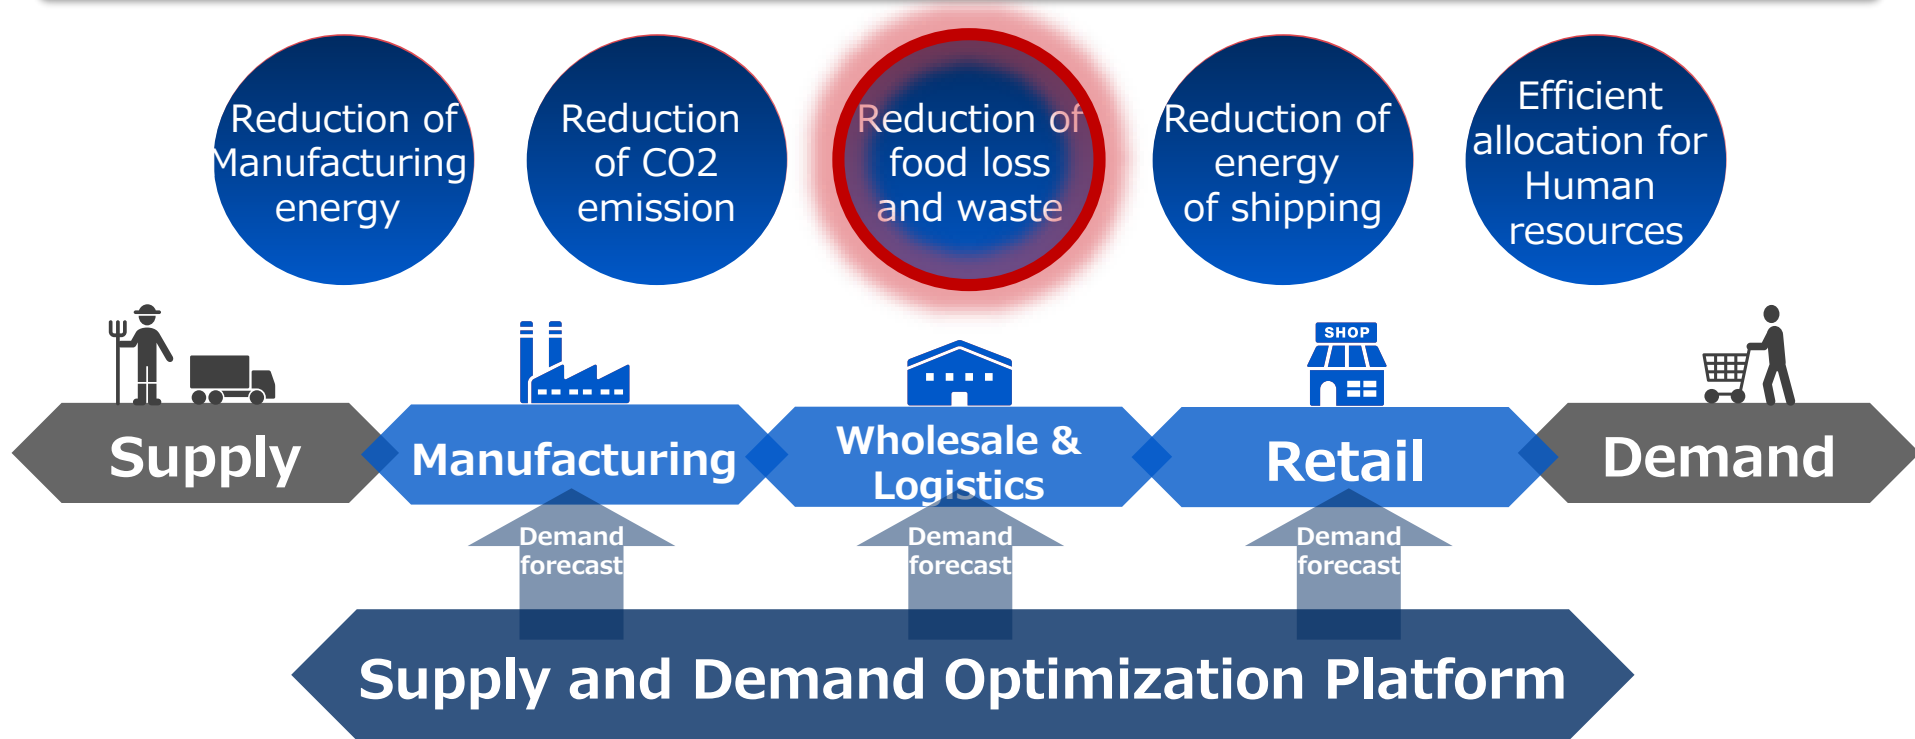 Reduction of
Manufacturing
energy
Reduction
of CO2
emission
Reduction of
food loss
and waste
Reduction of
energy
of shipping
Efficient
allocation for
Human
resources
SHOP
Supply
Manufacturing
Wholesale &
Logistics
Retail
Demand
Demand
forecast
Demand
forecast
Demand
forecast
Supply and Demand Optimization Platform